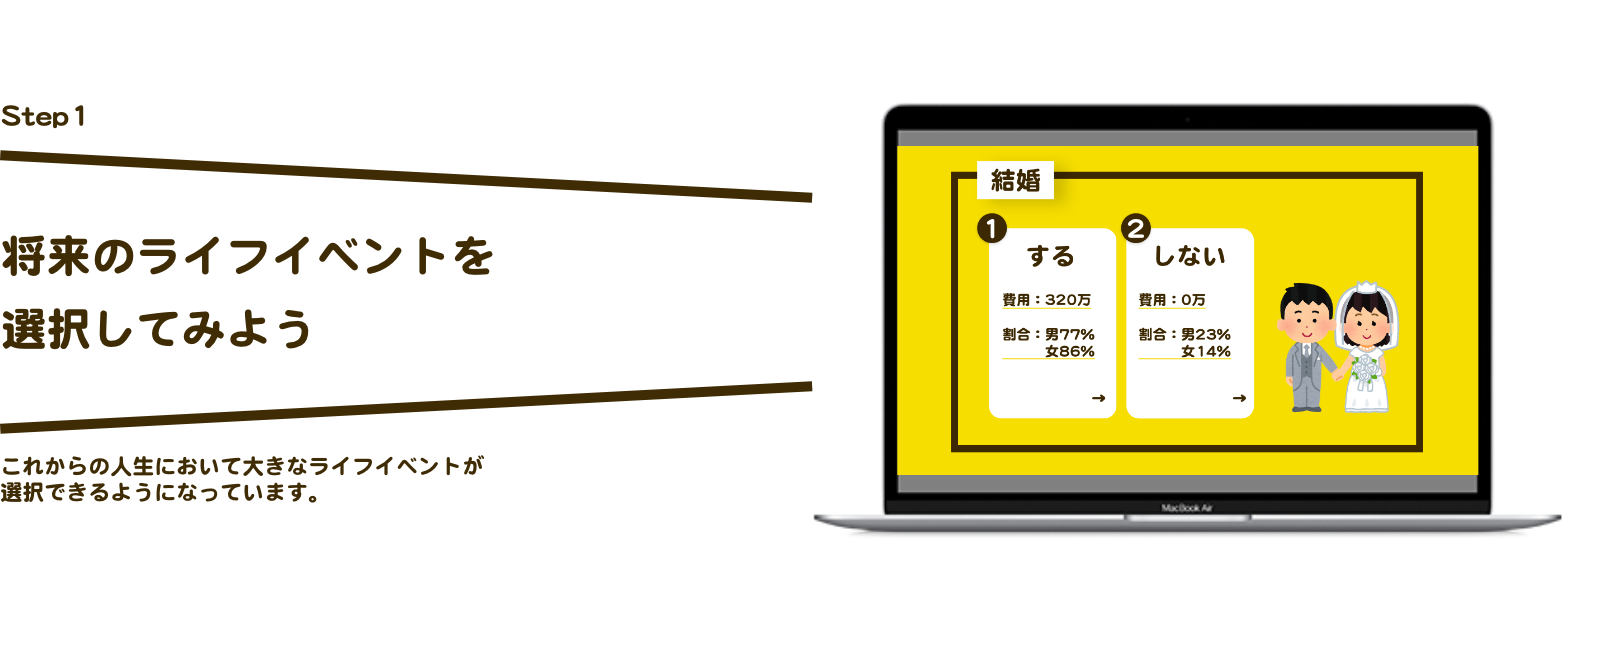 Step1
将来のライフイベントを
選択してみよう
これからの人生において大きなライフイベントが
選択できるようになっています。
結婚
1
する
費用：320万
割合：男77%
女86%
→
2
しない
費用：0万
割合：男23%
女14%
→
MacBook Air